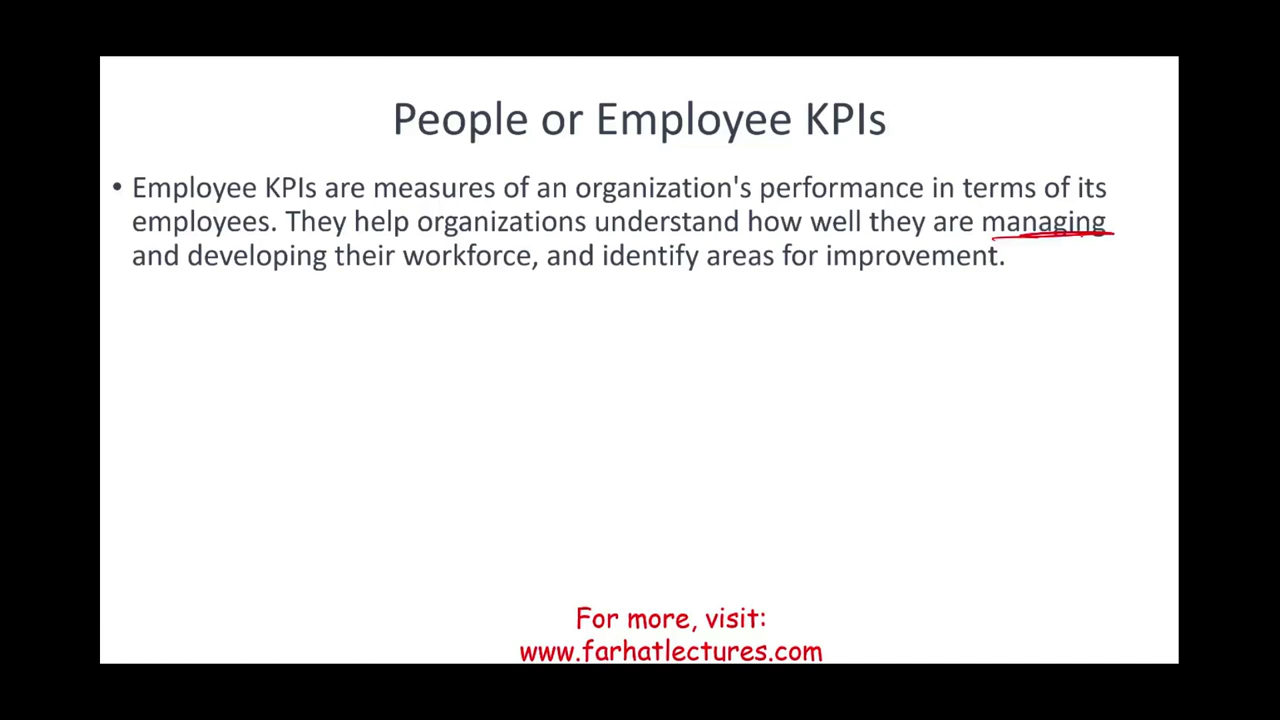 People or Employee KPIs
• Employee KPIs are measures of an organization's performance in terms of its
employees. They help organizations understand how well they are managing
and developing their workforce, and identify areas for improvement.
For more, visit:
www.farhatlectures.com